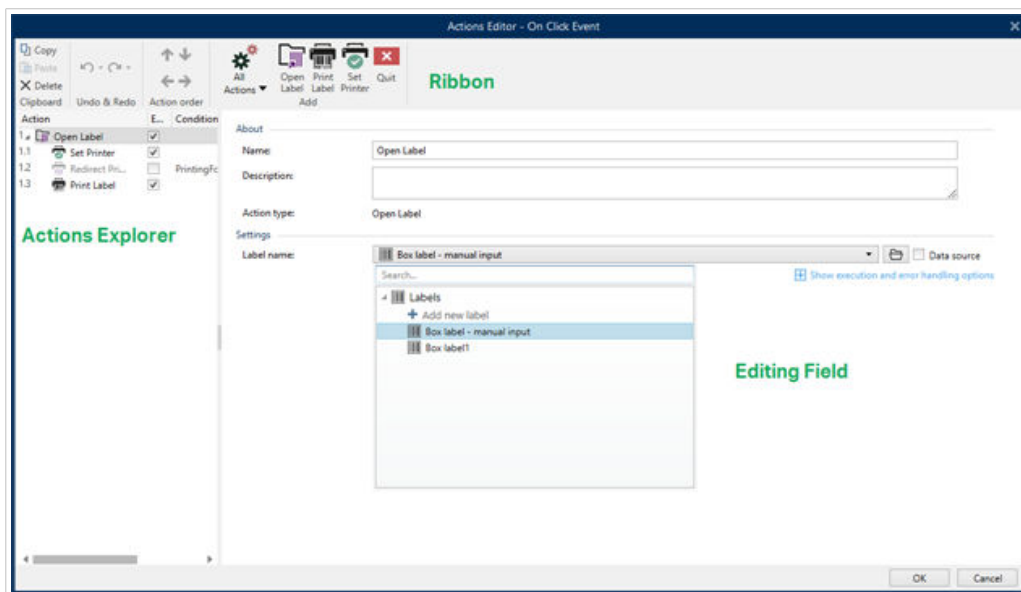 Actions Editor - On Click Event
Copy
Paste
Delete
Clipboard
Undo & Redo
Action order
All Actions
Open Label
Print Label
Set Printer
Quit
Add
Ribbon
Action E... Condition
1 Open Label
1.1 Set Printer
1.2 Redirect Pri... PrintingFc
1.3 Print Label
Actions Explorer
About
Name: Open Label
Description:
Action type: Open Label
Settings
Label name: Box label - manual input Data source
Search...
Show execution and error handling options
Labels
Add new label
Box label - manual input
Box label1
Editing Field
OK Cancel